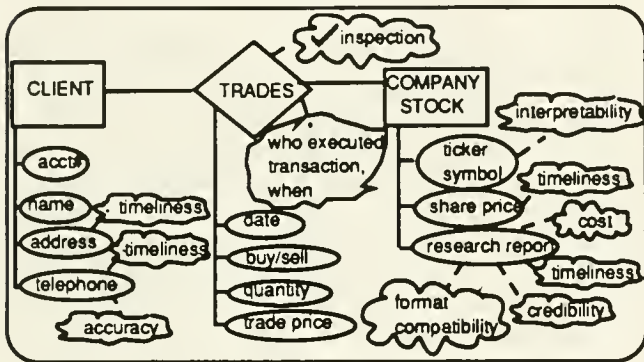 ✓ inspection
CLIENT
TRADES
COMPANY
STOCK
acct#
name
address
telephone
timeliness
timeliness
accuracy
who executed
transaction,
when
date
buy/sell
quantity
trade price
ticker
symbol
share price
research report
interpretability
timeliness
cost
timeliness
credibility
format
compatibility